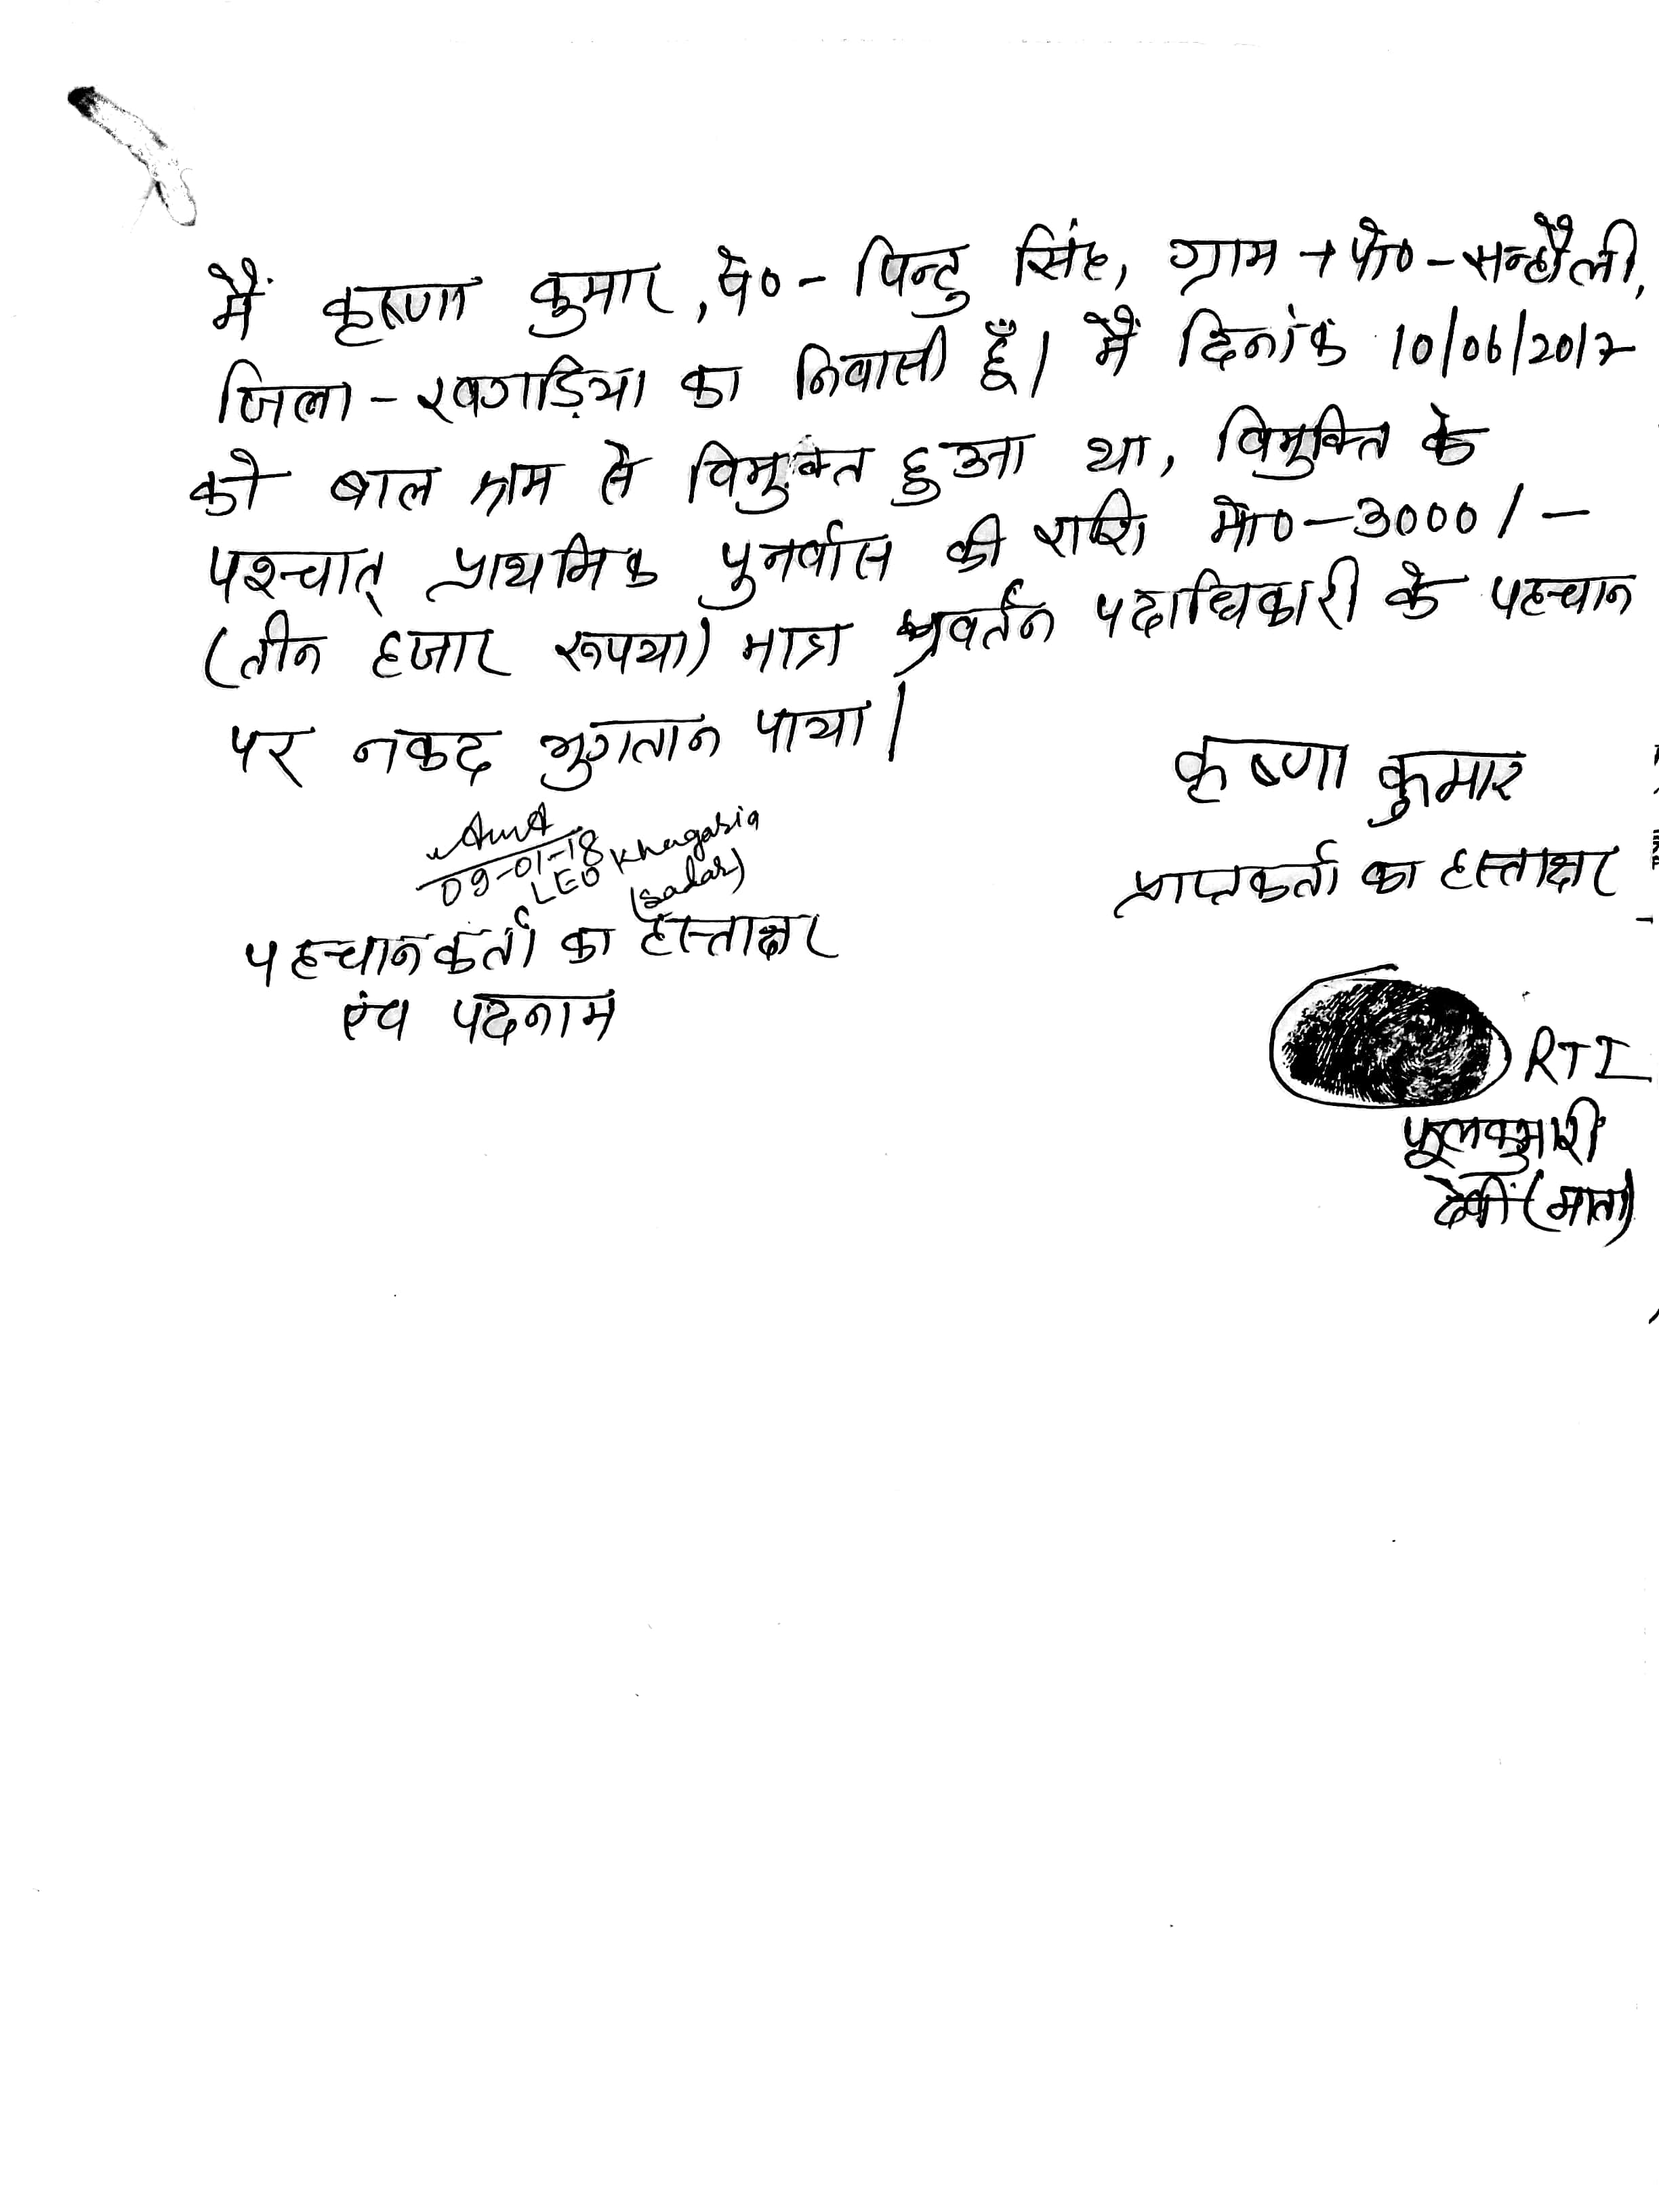 मैं कृष्णा कुमार, पे०- पिन्टु सिंह, ग्राम + पो० - सन्हौली,
जिला - खगड़िया का निवासी हूँ। मैं दिनांक 10/06/2017
को बाल श्रम से विमुक्त हुआ था, विमुक्ति के
पश्चात् प्राथमिक पुनर्वास की राशि मो०-3000/-
(तीन हजार रूपया) मात्र प्रवर्तन पदाधिकारी के पहचान
पर नकद भुगतान पाया।
कृष्णा कुमार
प्राप्तकर्ता का हस्ताक्षर
09-01-18
LEO Khagaria
(Sadar)
पहचानकर्ता का हस्ताक्षर
एंव पदनाम
RTI
फूलकुमारी
देवी (माता)